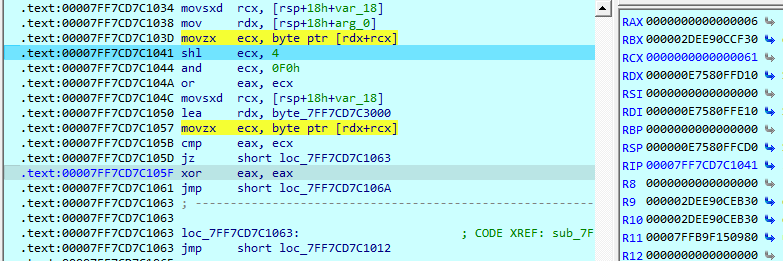 .text:00007FF7CD7C1034 movsxd rcx, [rsp+18h+var_18]
.text:00007FF7CD7C1038 mov rdx, [rsp+18h+arg_0]
.text:00007FF7CD7C103D movzx ecx, byte ptr [rdx+rcx]
.text:00007FF7CD7C1041 shl ecx, 4
.text:00007FF7CD7C1044 and ecx, 0F0h
.text:00007FF7CD7C104A or eax, ecx
.text:00007FF7CD7C104C movsxd rcx, [rsp+18h+var_18]
.text:00007FF7CD7C1050 lea rdx, byte_7FF7CD7C3000
.text:00007FF7CD7C1057 movzx ecx, byte ptr [rdx+rcx]
.text:00007FF7CD7C105B cmp eax, ecx
.text:00007FF7CD7C105D jz short loc_7FF7CD7C1063
.text:00007FF7CD7C105F xor eax, eax
.text:00007FF7CD7C1061 jmp short loc_7FF7CD7C106A
.text:00007FF7CD7C1063 ; ---------------------------------------------------------
.text:00007FF7CD7C1063
.text:00007FF7CD7C1063 loc_7FF7CD7C1063: ; CODE XREF: sub_7F
.text:00007FF7CD7C1063 jmp short loc_7FF7CD7C1012
RAX 0000000000000006
RBX 000002DEE90CCF30
RCX 0000000000000061
RDX 000000E7580FFD10
RSI 0000000000000000
RDI 000000E7580FFE10
RBP 0000000000000000
RSP 000000E7580FFCD0
RIP 00007FF7CD7C1041
R8 0000000000000000
R9 000002DEE90CEB30
R10 000002DEE90CEB30
R11 00007FFB9F150980
R12 0000000000000000